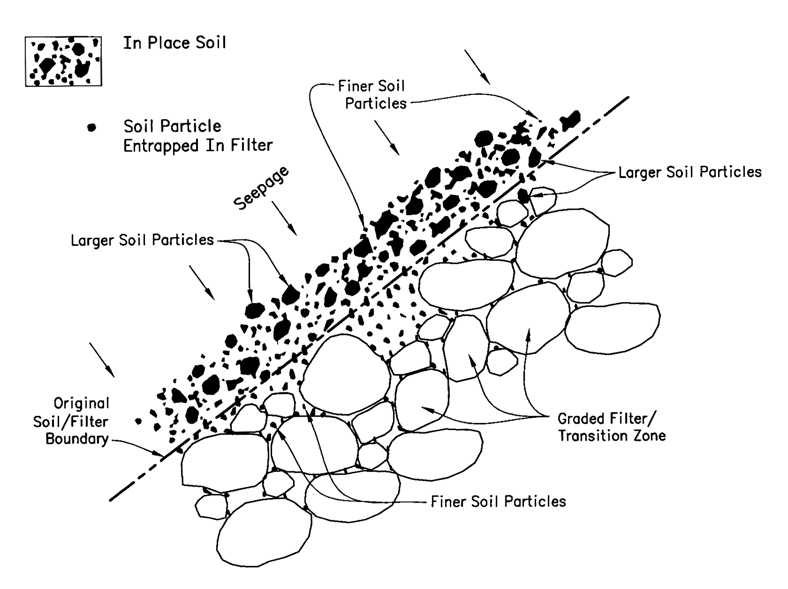 In Place Soil
Soil Particle
Entrapped In Filter
Finer Soil
Particles
Seepage
Larger Soil Particles
Larger Soil Particles
Original
Soil/Filter
Boundary
Graded Filter/
Transition Zone
Finer Soil Particles